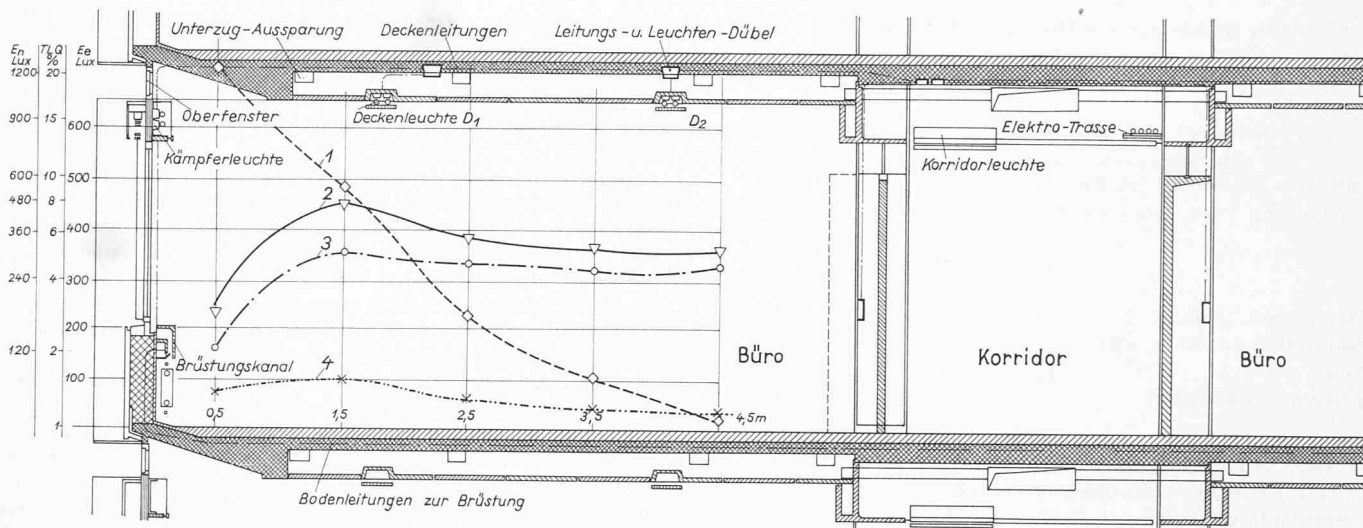 Unterzug-Aussparung Deckenleitungen Leitungs-u. Leuchten-Dübel
En Lux T.L.Q % Ee Lux
1200 20
900 15 600
600 10 500
480 8
360 6 400
240 4 300
200
120 2
100
1
Oberfenster
Kämpferleuchte
Deckenleuchte D1
D2
Elektro-Trasse
Korridorleuchte
1
2
3
4
Brüstungskanal
Büro
Korridor
Büro
0,5 1,5 2,5 3,5 4,5m
Bodenleitungen zur Brüstung